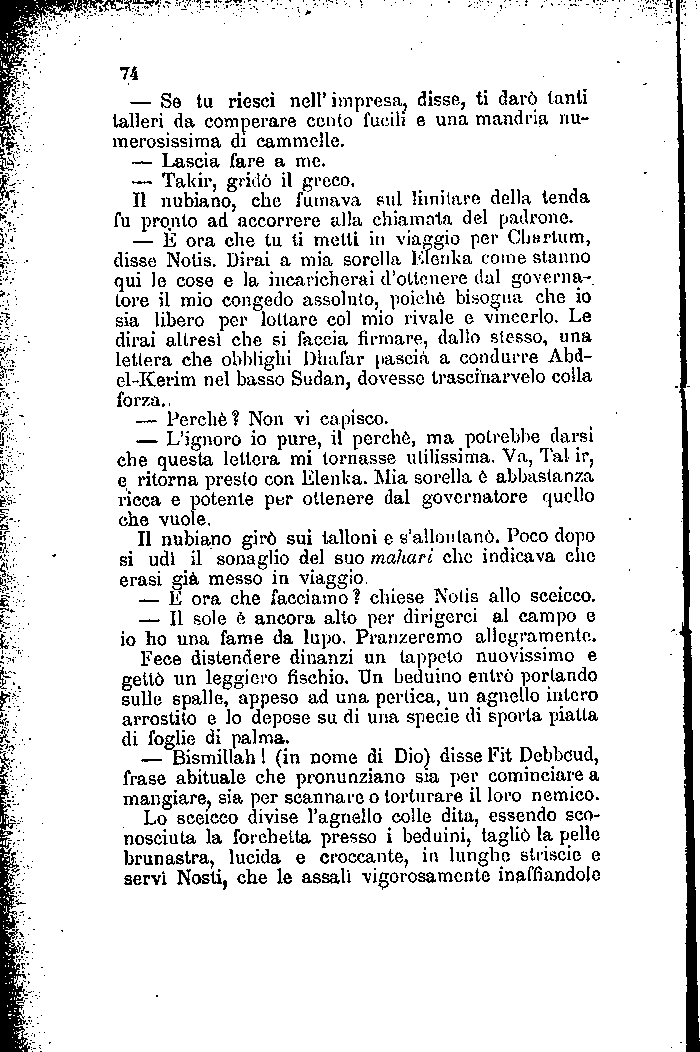 74
— Se tu riesci nell' impresa, disse, ti darò tanti
talleri da comperare cento fucili e una mandria nu-
merosissima di cammelle.
— Lascia fare a me.
— Takir, gridò il greco.
Il nubiano, che fumava sul limitare della tenda
fu pronto ad accorrere alla chiamata del padrone.
— E ora che tu ti metti in viaggio per Chartum,
disse Notis. Dirai a mia sorella Elenka come stanno
qui le cose e la incaricherai d'ottenere dal governa-
tore il mio congedo assoluto, poichè bisogna che io
sia libero per lottare col mio rivale e vincerlo. Le
dirai altresì che si faccia firmare, dallo stesso, una
lettera che obblighi Dhafar pascià a condurre Abd-
el-Kerim nel basso Sudan, dovesse trascinarvelo colla
forza.
— Perchè? Non vi capisco.
— L'ignoro io pure, il perchè, ma potrebbe darsi
che questa lettera mi tornasse utilissima. Va, Takir,
e ritorna presto con Elenka. Mia sorella è abbastanza
ricca e potente per ottenere dal governatore quello
che vuole.
Il nubiano girò sui talloni e s'allontanò. Poco dopo
si udì il sonaglio del suo mahari che indicava che
erasi già messo in viaggio.
— E ora che facciamo? chiese Notis allo sceicco.
— Il sole è ancora alto per dirigerci al campo e
io ho una fame da lupo. Pranzeremo allegramente.
Fece distendere dinanzi un tappeto nuovissimo e
gettò un leggiero fischio. Un beduino entrò portando
sulle spalle, appeso ad una pertica, un agnello intero
arrostito e lo depose su di una specie di sporta piatta
di foglie di palma.
— Bismillah! (in nome di Dio) disse Fit Debbeud,
frase abituale che pronunziano sia per cominciare a
mangiare, sia per scannare o torturare il loro nemico.
Lo sceicco divise l'agnello colle dita, essendo sco-
nosciuta la forchetta presso i beduini, tagliò la pelle
brunastra, lucida e croccante, in lunghe striscie e
servì Nosti, che le assalì vigorosamente inaffiandole